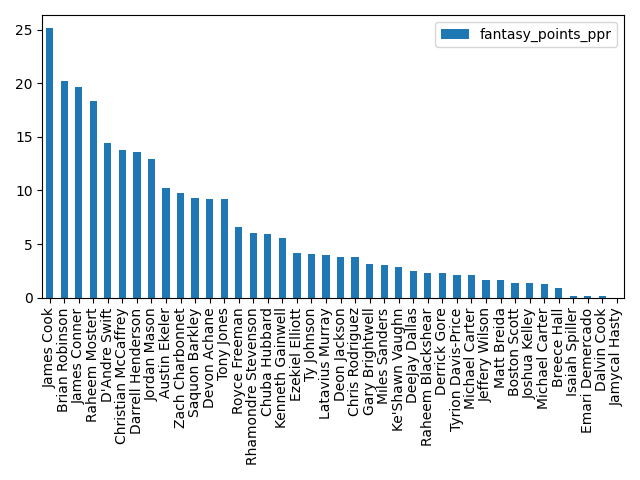 fantasy_points_ppr
25
20
15
10
5
0
James Cook
Brian Robinson
James Conner
Raheem Mostert
D'Andre Swift
Christian McCaffrey
Darrell Henderson
Jordan Mason
Austin Ekeler
Zach Charbonnet
Saquon Barkley
Devon Achane
Tony Jones
Royce Freeman
Rhamondre Stevenson
Chuba Hubbard
Kenneth Gainwell
Ezekiel Elliott
Ty Johnson
Latavius Murray
Deon Jackson
Chris Rodriguez
Gary Brightwell
Miles Sanders
Ke'Shawn Vaughn
DeeJay Dallas
Raheem Blackshear
Derrick Gore
Tyrion Davis-Price
Michael Carter
Jeffery Wilson
Matt Breida
Boston Scott
Joshua Kelley
Michael Carter
Breece Hall
Isaiah Spiller
Emari Demercado
Dalvin Cook
Jamycal Hasty